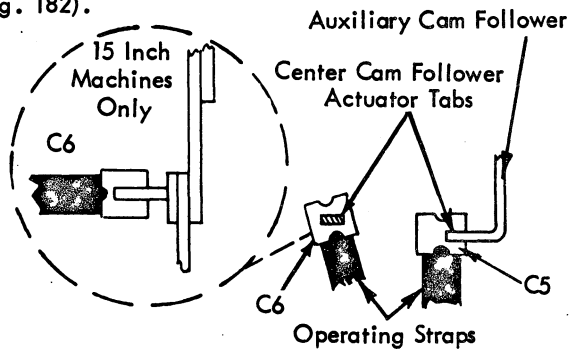 g. 182).
Auxiliary Cam Follower
15 Inch
Machines
Only
Center Cam Follower
Actuator Tabs
C6
C6
C5
Operating Straps